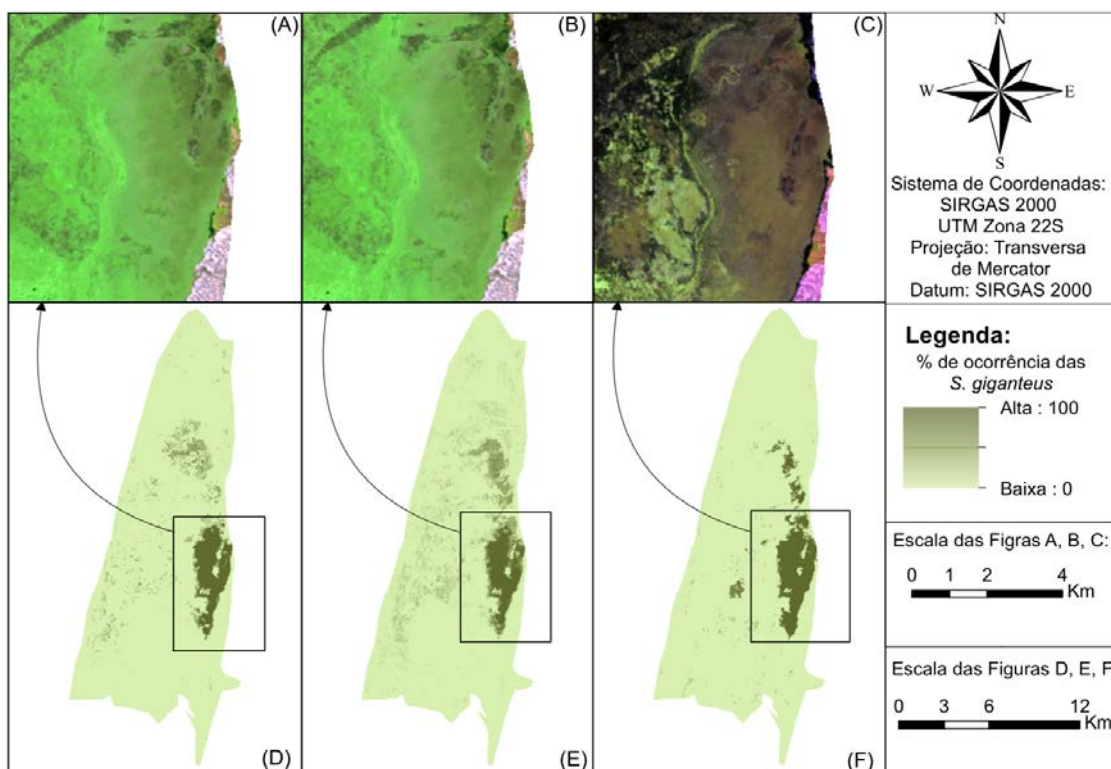 (A)
(B)
(C)
N
W
E
S
Sistema de Coordenadas:
SIRGAS 2000
UTM Zona 22S
Projeção: Transversa
de Mercator
Datum: SIRGAS 2000
Legenda:
% de ocorrência das
S. giganteus
Alta : 100
Baixa : 0
Escala das Figras A, B, C:
0 1 2 4
Km
Escala das Figuras D, E, F
0 3 6 12
Km
(D)
(E)
(F)